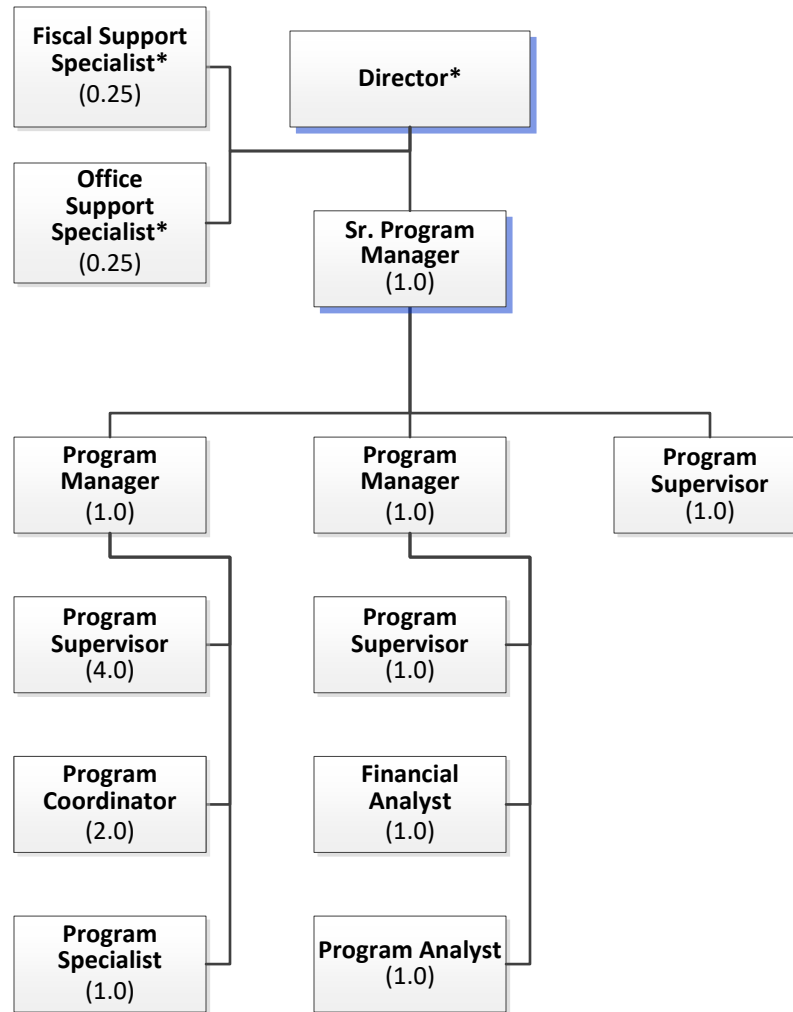 Fiscal Support
Specialist*
(0.25)
Director*
Office
Support
Specialist*
(0.25)
Sr. Program
Manager
(1.0)
Program
Manager
(1.0)
Program
Manager
(1.0)
Program
Supervisor
(1.0)
Program
Supervisor
(4.0)
Program
Supervisor
(1.0)
Program
Coordinator
(2.0)
Financial
Analyst
(1.0)
Program
Specialist
(1.0)
Program Analyst
(1.0)